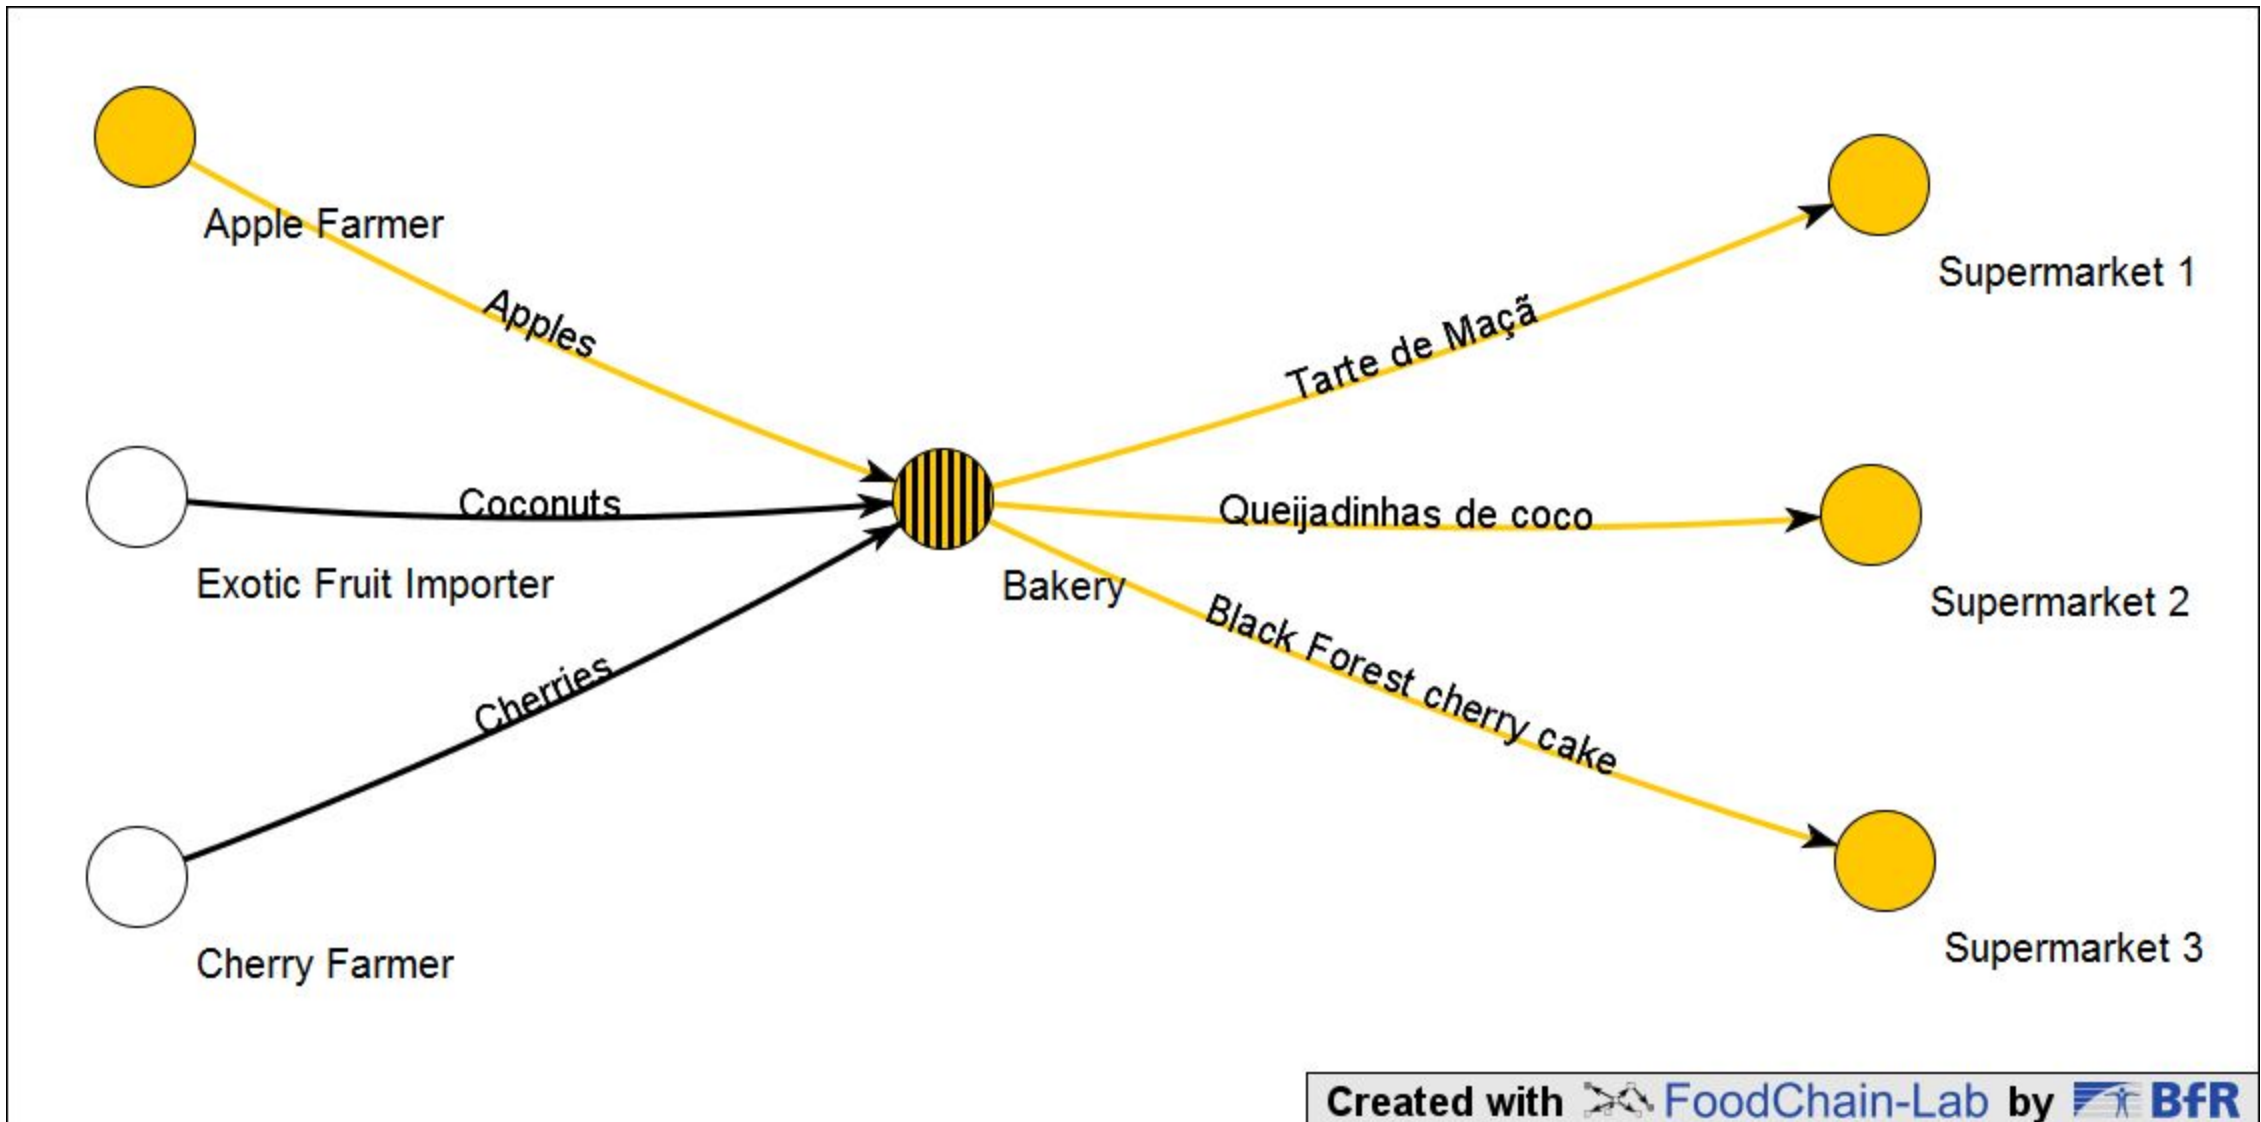 Apple Farmer
Apples
Tarte de Maçã
Supermarket 1
Coconuts
Exotic Fruit Importer
Bakery
Queijadinhas de coco
Supermarket 2
Cherries
Cherry Farmer
Black Forest cherry cake
Supermarket 3
Created with FoodChain-Lab by BfR